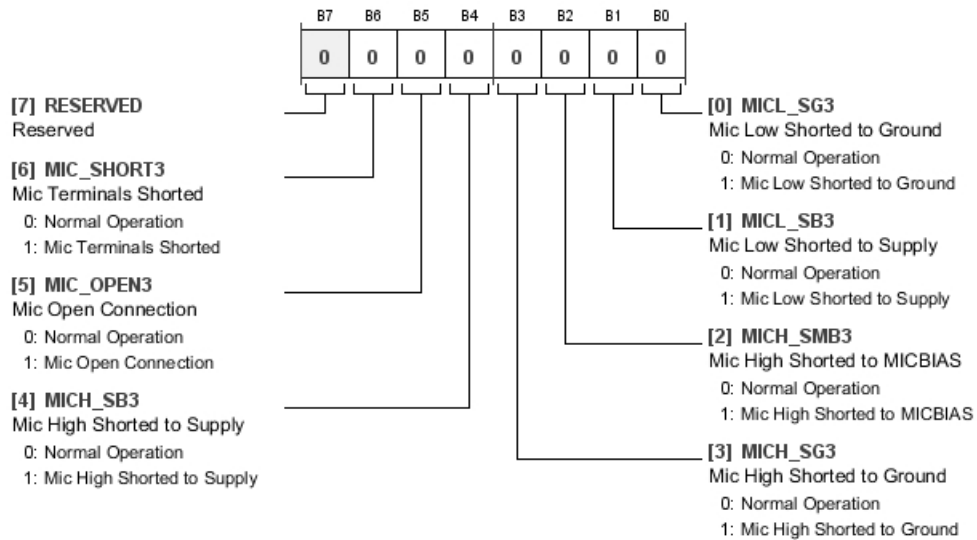 B7 B6 B5 B4 B3 B2 B1 B0
0 0 0 0 0 0 0 0
[7] RESERVED
Reserved
[6] MIC_SHORT3
Mic Terminals Shorted
0: Normal Operation
1: Mic Terminals Shorted
[5] MIC_OPEN3
Mic Open Connection
0: Normal Operation
1: Mic Open Connection
[4] MICH_SB3
Mic High Shorted to Supply
0: Normal Operation
1: Mic High Shorted to Supply
[0] MICL_SG3
Mic Low Shorted to Ground
0: Normal Operation
1: Mic Low Shorted to Ground
[1] MICL_SB3
Mic Low Shorted to Supply
0: Normal Operation
1: Mic Low Shorted to Supply
[2] MICH_SMB3
Mic High Shorted to MICBIAS
0: Normal Operation
1: Mic High Shorted to MICBIAS
[3] MICH_SG3
Mic High Shorted to Ground
0: Normal Operation
1: Mic High Shorted to Ground